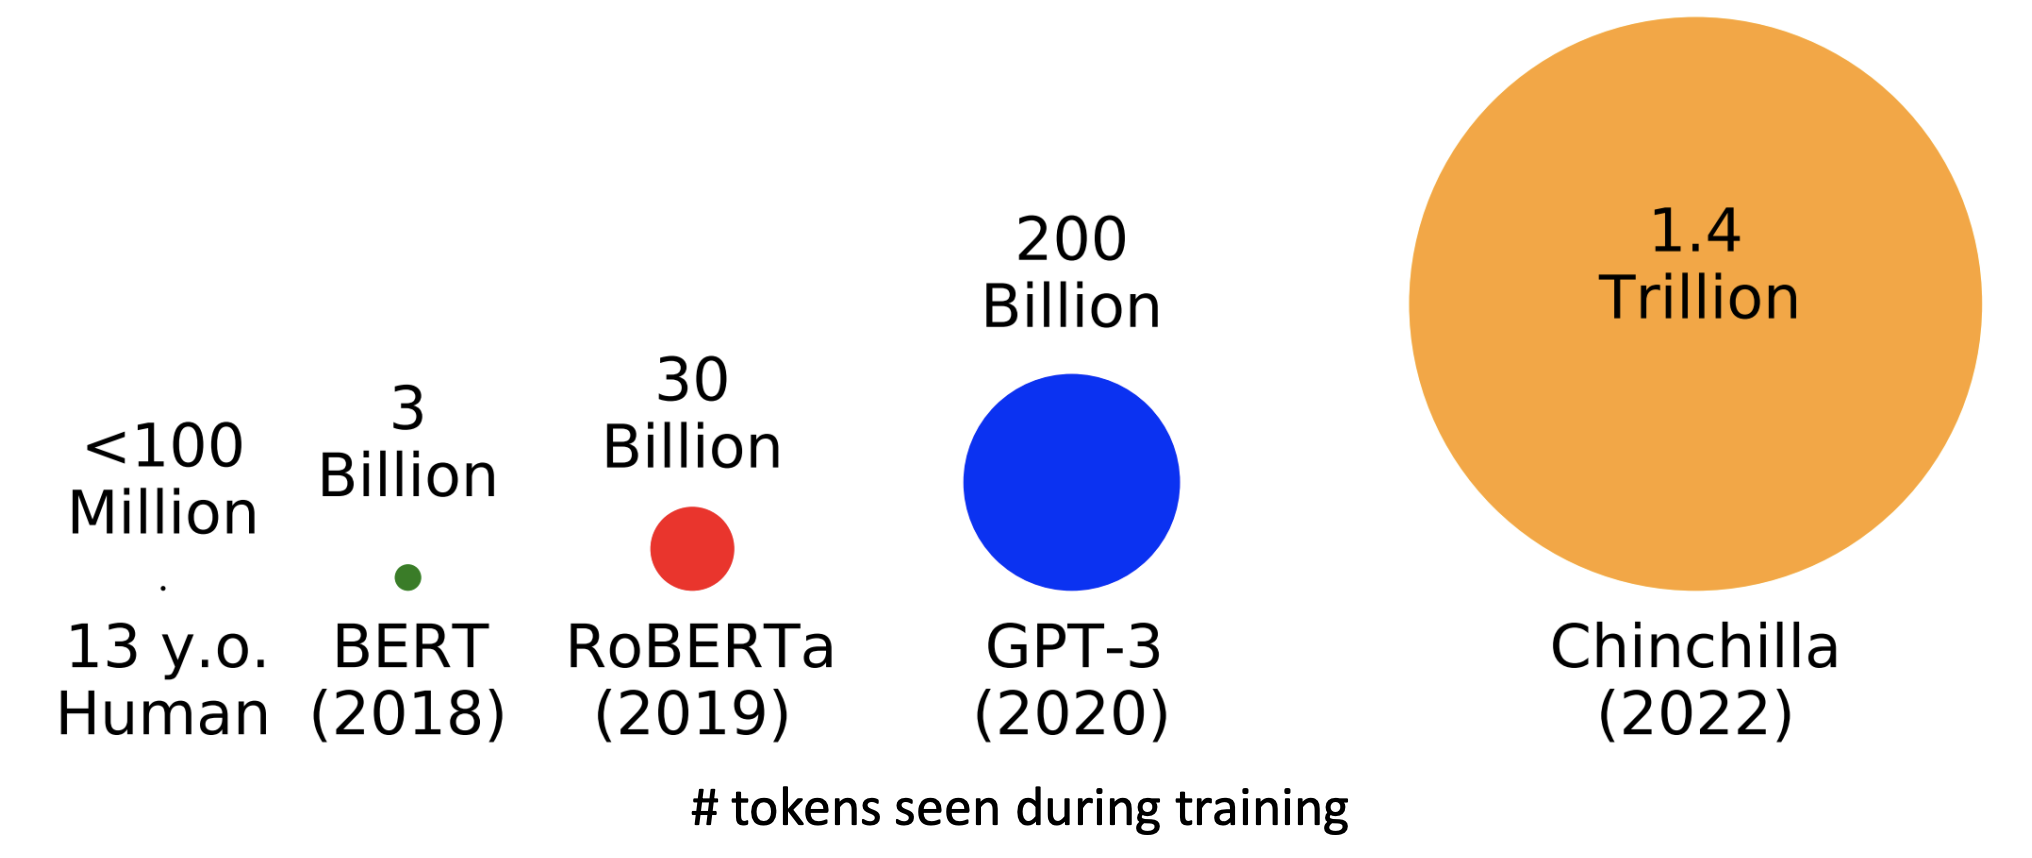 <100
Million
13 y.o.
Human
3
Billion
BERT
(2018)
30
Billion
RoBERTa
(2019)
200
Billion
GPT-3
(2020)
1.4
Trillion
Chinchilla
(2022)
# tokens seen during training